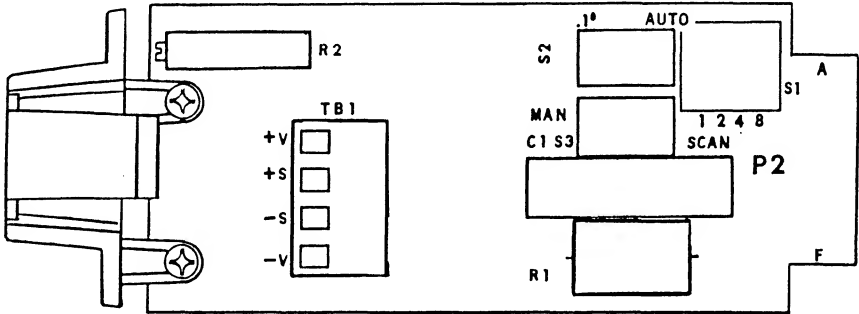 .1° AUTO
R2
S2
A
S1
TB1
MAN
1 2 4 8
+V
C1 S3 SCAN
P2
+S
-S
-V
F
R1